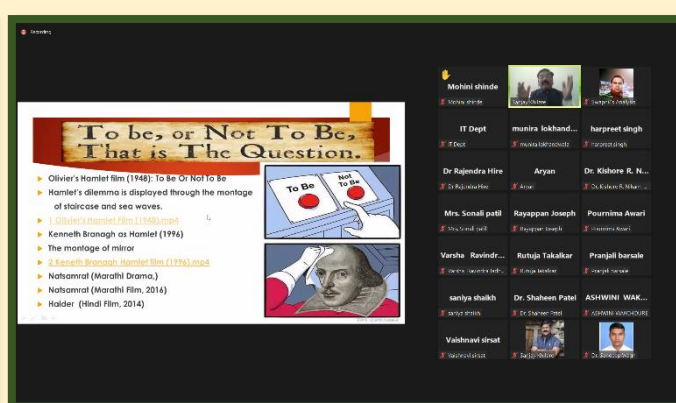 Recording
To be, or Not To Be,
That is The Question.
Olivier's Hamlet film (1948): To Be Or Not To Be
Hamlet's dilemma is displayed through the montage
of staircase and sea waves.
1 Olivier's Hamlet Film (1948).mp4
Kenneth Branagh as Hamlet (1996)
The montage of mirror
2 Keneth Branagh Hamlet film (1996).mp4
Natsamrat (Marathi Drama,)
Natsamrat (Marathi Film, 2016)
Haider (Hindi Film, 2014)
To Be
Not
To Be
Mohini shinde
Mohini shinde
IT Dept
munira lokhand...
harpreet singh
IT Dept
munira lokhandwala
harpreet singh
Dr Rajendra Hire
Aryan
Dr. Kishore R. N...
Dr Rajendra Hire
Aryan
Dr. Kishore R. Nikam
Mrs. Sonali patil
Rayappan Joseph
Pournima Awari
Mrs. Sonali patil
Rayappan Joseph
Pournima Awari
Varsha Ravindr...
Rutuja Takalkar
Pranjali barsale
Rutuja Takalkar
Pranjali barsale
saniya shaikh
Dr. Shaheen Patel
ASHWINI WAK...
saniya shaikh
Dr. Shaheen Patel
ASHWINI WAKCHOURE
Vaishnavi sirsat
Vaishnavi sirsat